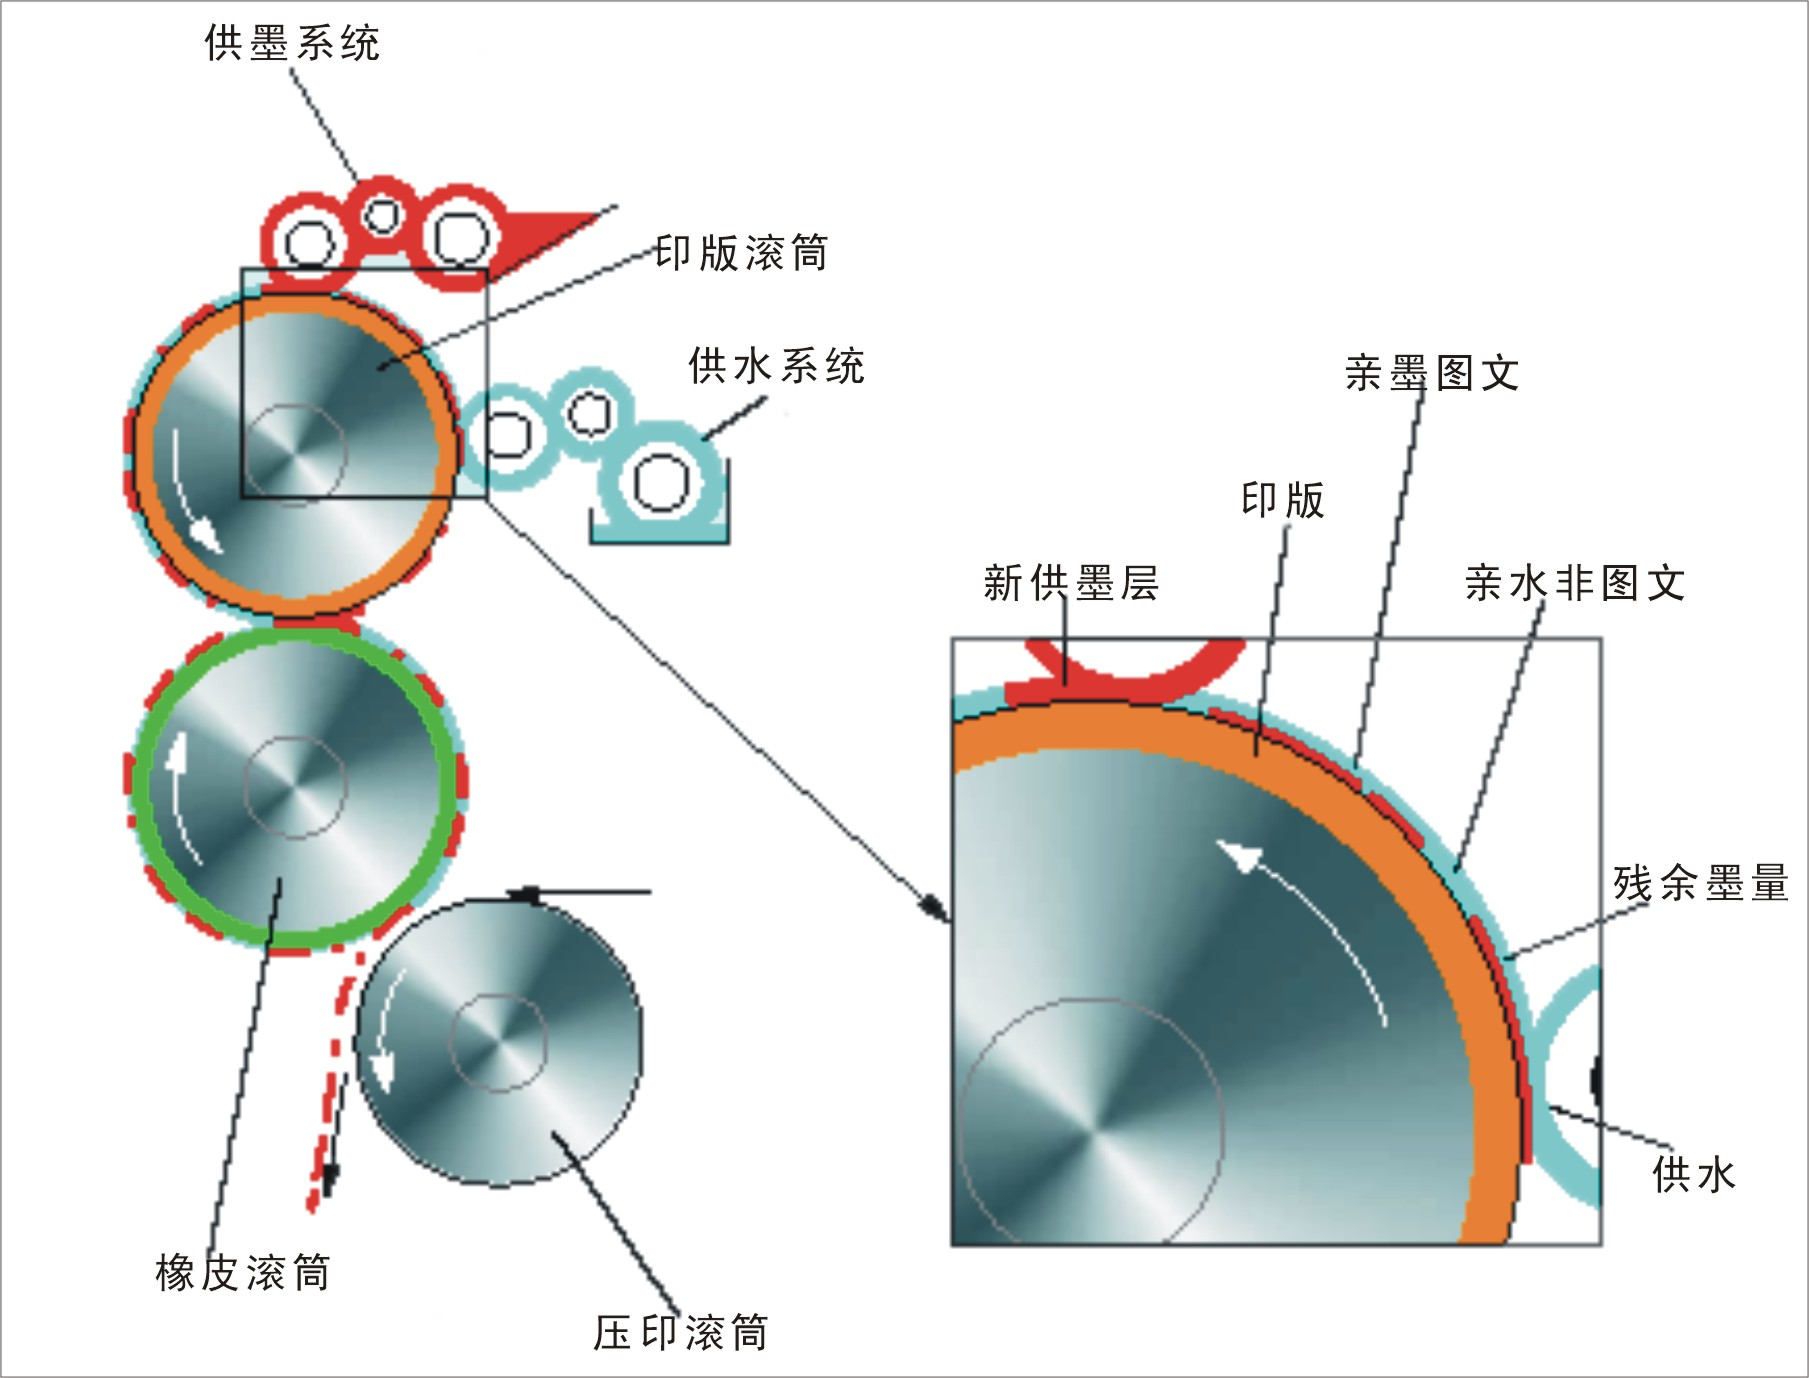 供墨系统
印版滚筒
供水系统
亲墨图文
印版
新供墨层
亲水非图文
残余墨量
供水
橡皮滚筒
压印滚筒